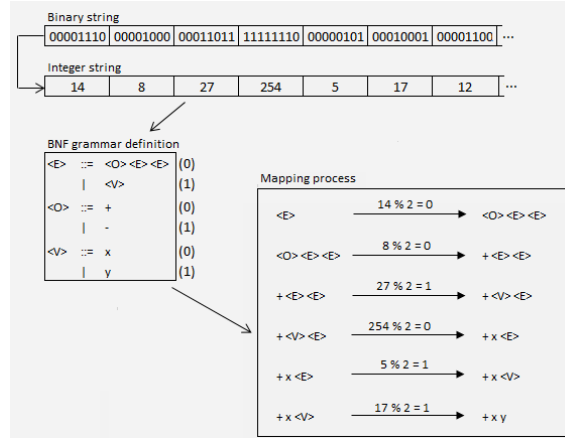 Binary string
00001110 00001000 00011011 11111110 00000101 00010001 00001100 ...
Integer string
14 8 27 254 5 17 12 ...
BNF grammar definition
<E> ::= <O> <E> <E> (0)
| <V> (1)
<O> ::= + (0)
| - (1)
<V> ::= x (0)
| y (1)
Mapping process
<E> 14 % 2 = 0 <O> <E> <E>
<O> <E> <E> 8 % 2 = 0 + <E> <E>
+ <E> <E> 27 % 2 = 1 + <V> <E>
+ <V> <E> 254 % 2 = 0 + x <E>
+ x <E> 5 % 2 = 1 + x <V>
+ x <V> 17 % 2 = 1 + x y